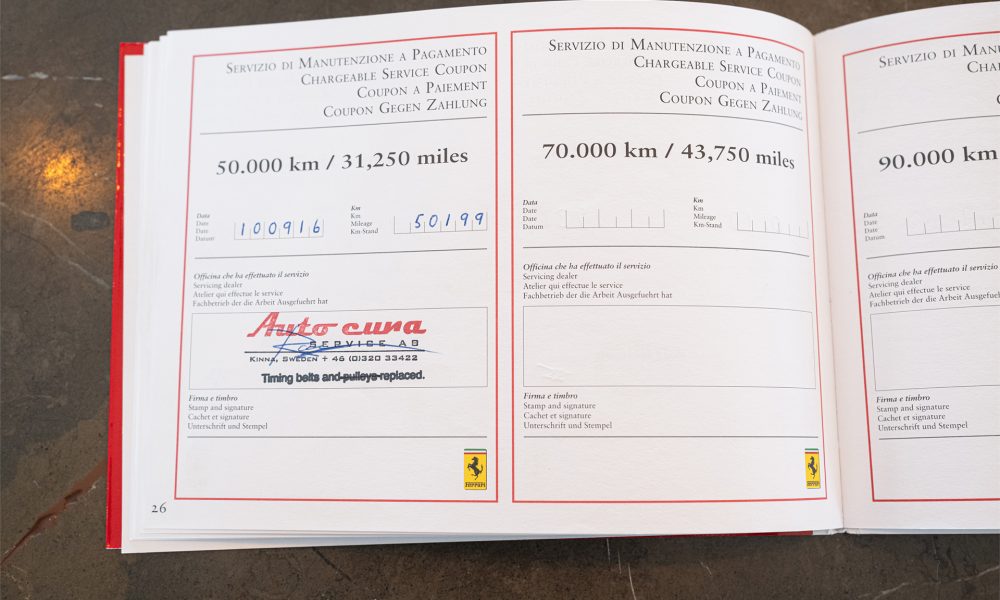 SERVIZIO DI MANUTENZIONE A PAGAMENTO
CHARGEABLE SERVICE COUPON
COUPON A PAIEMENT
COUPON GEGEN ZAHLUNG
50.000 km / 31,250 miles
Data
Date
Date
Datum
100916
Km
Km
Mileage
Km-Stand
50199
Officina che ha effettuato il servizio
Servicing dealer
Atelier qui effectue le service
Fachbetrieb der die Arbeit Ausgefuehrt hat
Auto cura
SERVICE AB
KINNA, SWEDEN + 46 (0)320 33422
Timing belts and pulleys replaced.
Firma e timbro
Stamp and signature
Cachet et signature
Unterschrift und Stempel
Ferrari
26
SERVIZIO DI MANUTENZIONE A PAGAMENTO
CHARGEABLE SERVICE COUPON
COUPON A PAIEMENT
COUPON GEGEN ZAHLUNG
70.000 km / 43,750 miles
Data
Date
Date
Datum
Km
Km
Mileage
Km-Stand
Officina che ha effettuato il servizio
Servicing dealer
Atelier qui effectue le service
Fachbetrieb der die Arbeit Ausgefuehrt hat
Firma e timbro
Stamp and signature
Cachet et signature
Unterschrift und Stempel
Ferrari
SERVIZIO DI
90.000 km
Data
Date
Date
Datum
Officina che ha effettuato il servizio
Servicing dealer
Atelier qui effectue le service
Fachbetrieb der die Arbeit
Firma e timbro
Stamp and signature
Cachet et signature
Unterschrift und Stempel